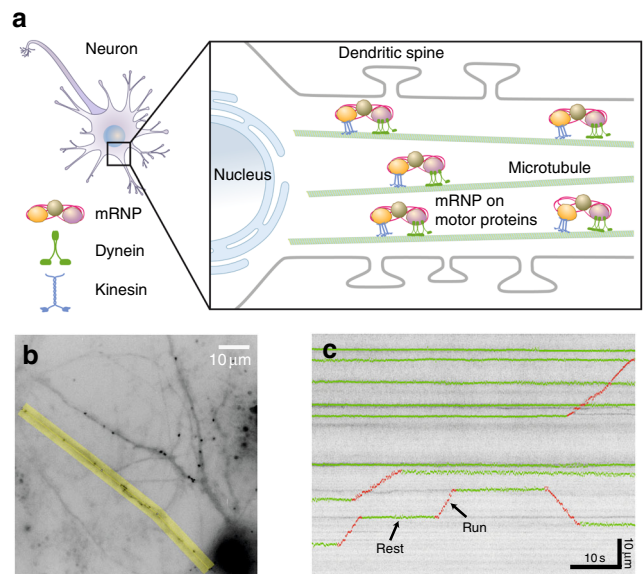 a
Neuron
Dendritic spine
Nucleus
Microtubule
mRNP on
motor proteins
mRNP
Dynein
Kinesin
b
10 µm
c
Run
Rest
10 s
10 µm